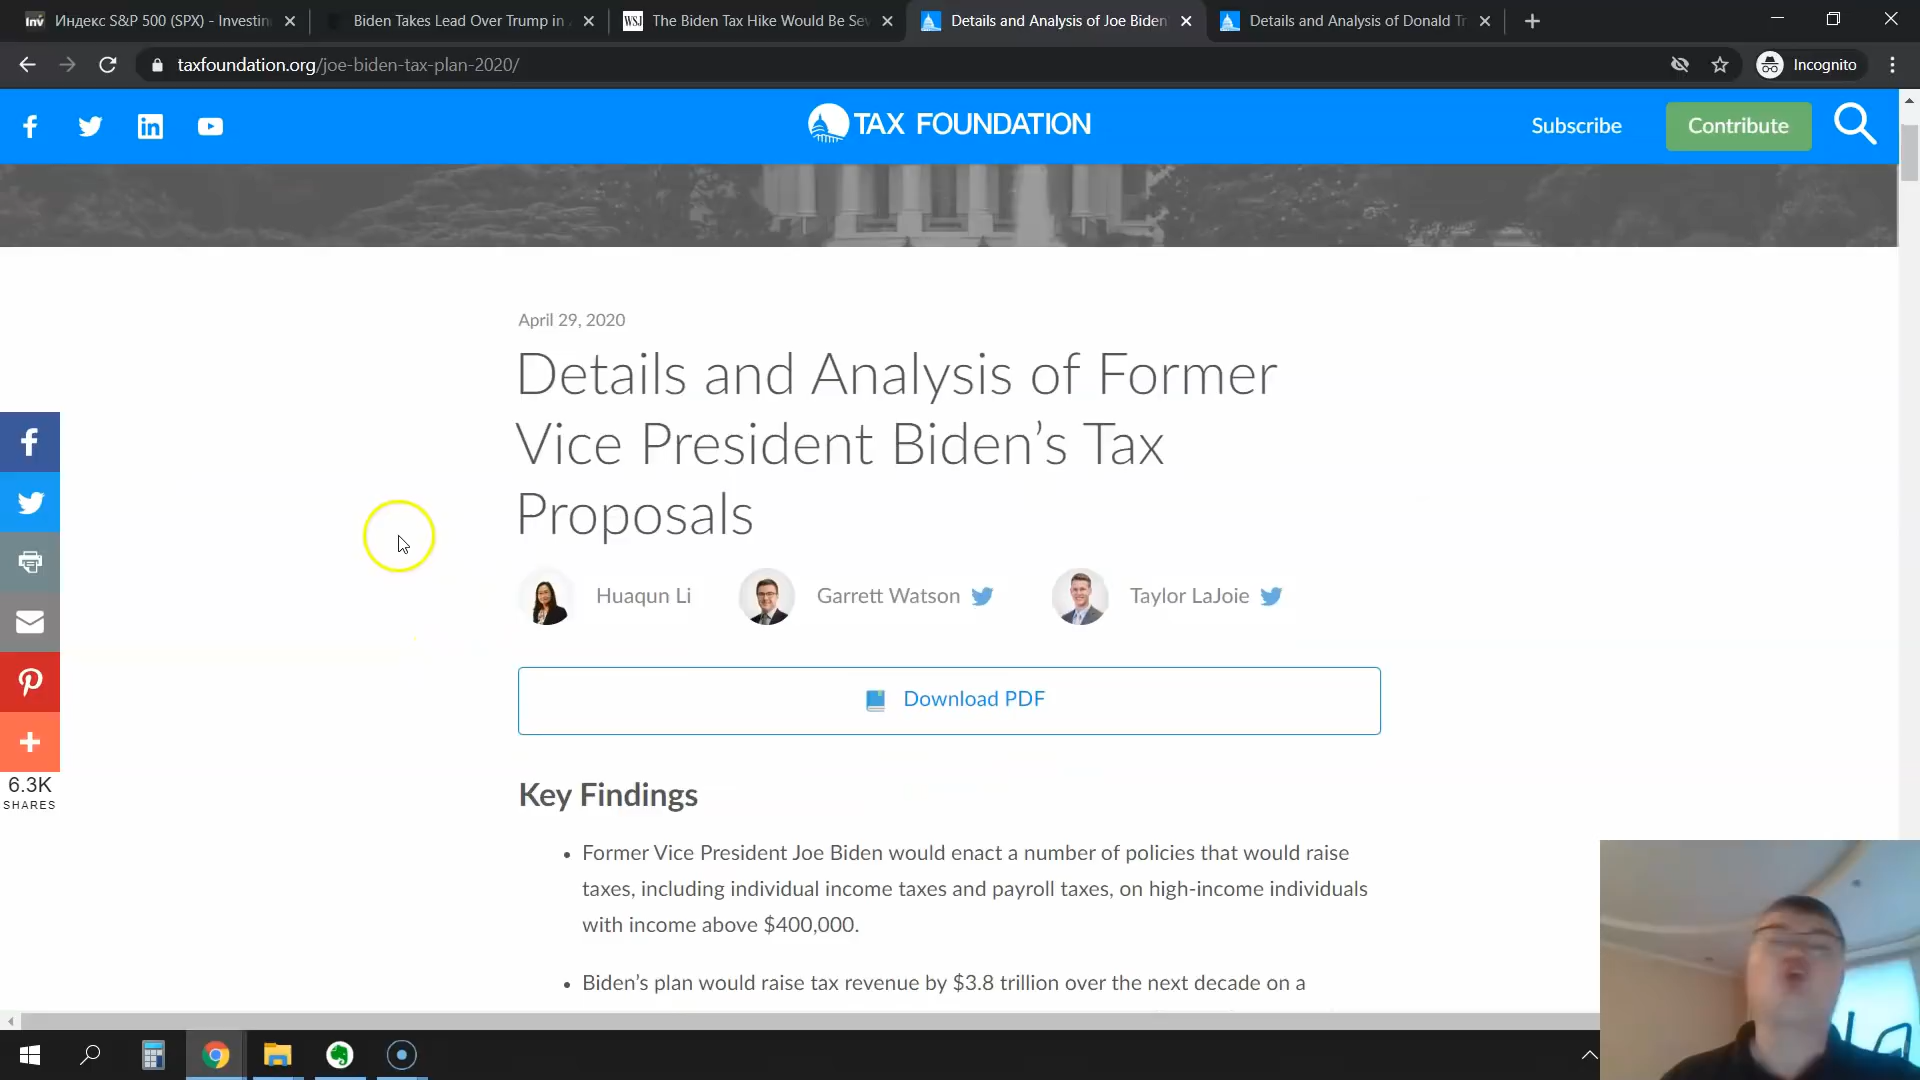 Индекс S&P 500 (SPX) - Investin
Biden Takes Lead Over Trump in
WSJ
The Biden Tax Hike Would Be Sev
Details and Analysis of Joe Biden
Details and Analysis of Donald Tr
taxfoundation.org/joe-biden-tax-plan-2020/
Incognito
TAX FOUNDATION
Subscribe
Contribute
April 29, 2020
Details and Analysis of Former
Vice President Biden’s Tax
Proposals
Huaqun Li
Garrett Watson
Taylor LaJoie
Download PDF
6.3K
SHARES
Key Findings
• Former Vice President Joe Biden would enact a number of policies that would raise
taxes, including individual income taxes and payroll taxes, on high-income individuals
with income above $400,000.
• Biden’s plan would raise tax revenue by $3.8 trillion over the next decade on a